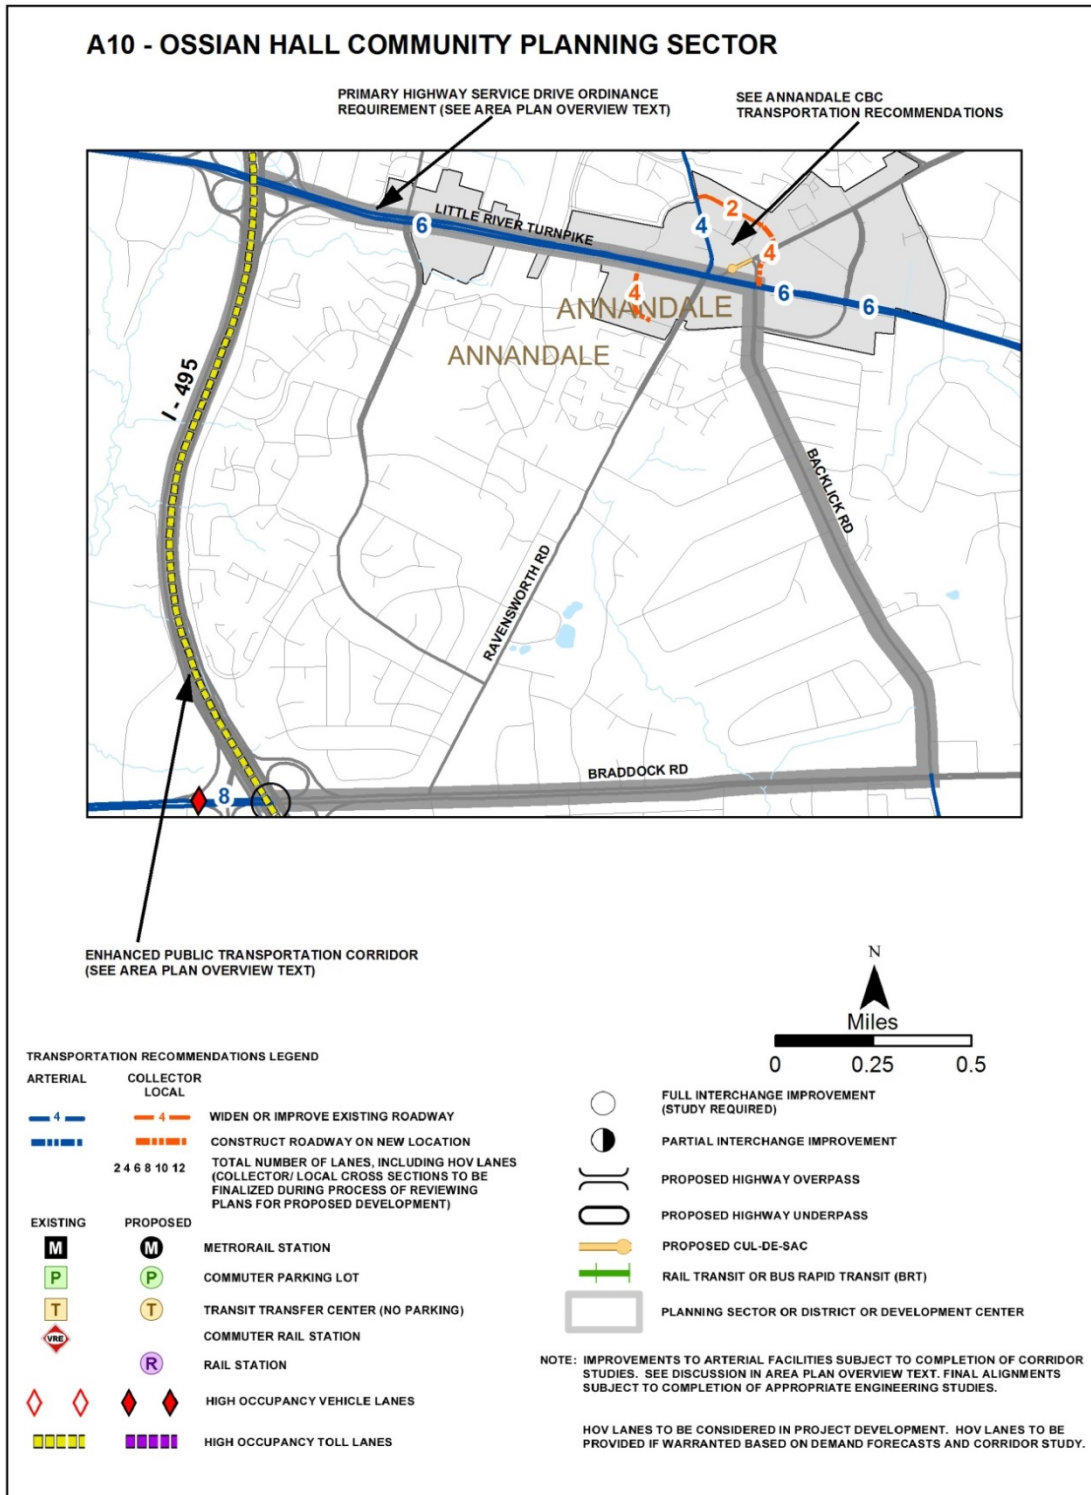 A10 - OSSIAN HALL COMMUNITY PLANNING SECTOR
PRIMARY HIGHWAY SERVICE DRIVE ORDINANCE
REQUIREMENT (SEE AREA PLAN OVERVIEW TEXT)
SEE ANNANDALE CBC
TRANSPORTATION RECOMMENDATIONS
LITTLE RIVER TURNPIKE
6
4
2
4
6
6
4
ANNANDALE
ANNANDALE
I - 495
BACKLICK RD
RAVENSWORTH RD
BRADDOCK RD
8
ENHANCED PUBLIC TRANSPORTATION CORRIDOR
(SEE AREA PLAN OVERVIEW TEXT)
N
Miles
0 0.25 0.5
TRANSPORTATION RECOMMENDATIONS LEGEND
ARTERIAL
COLLECTOR
LOCAL
4 4 WIDEN OR IMPROVE EXISTING ROADWAY
CONSTRUCT ROADWAY ON NEW LOCATION
2 4 6 8 10 12 TOTAL NUMBER OF LANES, INCLUDING HOV LANES
(COLLECTOR/ LOCAL CROSS SECTIONS TO BE
FINALIZED DURING PROCESS OF REVIEWING
PLANS FOR PROPOSED DEVELOPMENT)
EXISTING PROPOSED
M M METRORAIL STATION
P P COMMUTER PARKING LOT
T T TRANSIT TRANSFER CENTER (NO PARKING)
VRE COMMUTER RAIL STATION
R RAIL STATION
HIGH OCCUPANCY VEHICLE LANES
HIGH OCCUPANCY TOLL LANES
FULL INTERCHANGE IMPROVEMENT
(STUDY REQUIRED)
PARTIAL INTERCHANGE IMPROVEMENT
PROPOSED HIGHWAY OVERPASS
PROPOSED HIGHWAY UNDERPASS
PROPOSED CUL-DE-SAC
RAIL TRANSIT OR BUS RAPID TRANSIT (BRT)
PLANNING SECTOR OR DISTRICT OR DEVELOPMENT CENTER
NOTE: IMPROVEMENTS TO ARTERIAL FACILITIES SUBJECT TO COMPLETION OF CORRIDOR
STUDIES. SEE DISCUSSION IN AREA PLAN OVERVIEW TEXT. FINAL ALIGNMENTS
SUBJECT TO COMPLETION OF APPROPRIATE ENGINEERING STUDIES.
HOV LANES TO BE CONSIDERED IN PROJECT DEVELOPMENT. HOV LANES TO BE
PROVIDED IF WARRANTED BASED ON DEMAND FORECASTS AND CORRIDOR STUDY.